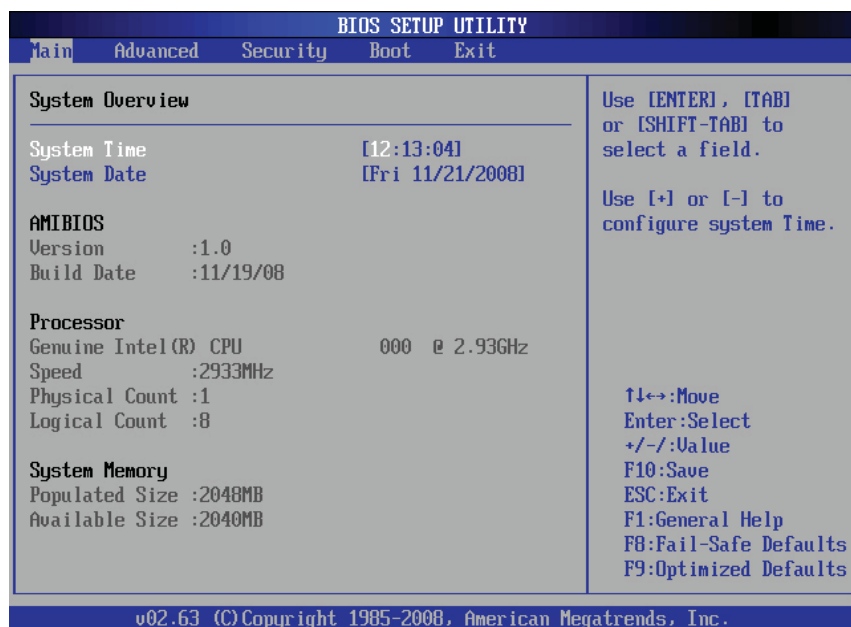 BIOS SETUP UTILITY
Main Advanced Security Boot Exit
System Overview
System Time [12:13:04]
System Date [Fri 11/21/2008]
AMIBIOS
Version :1.0
Build Date :11/19/08
Processor
Genuine Intel(R) CPU 000 @ 2.93GHz
Speed :2933MHz
Physical Count :1
Logical Count :8
System Memory
Populated Size :2048MB
Available Size :2040MB
Use [ENTER], [TAB]
or [SHIFT-TAB] to
select a field.
Use [+] or [-] to
configure system Time.
↑↓←→:Move
Enter:Select
+/-/:Value
F10:Save
ESC:Exit
F1:General Help
F8:Fail-Safe Defaults
F9:Optimized Defaults
v02.63 (C)Copyright 1985-2008, American Megatrends, Inc.